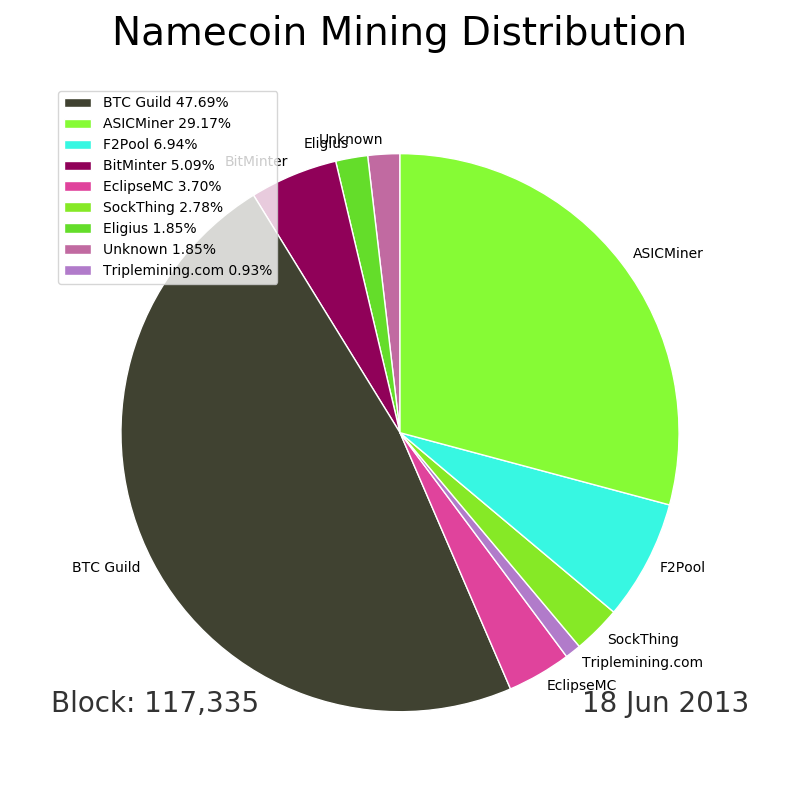 Namecoin Mining Distribution
BTC Guild 47.69%
ASICMiner 29.17%
F2Pool 6.94%
BitMinter 5.09%
EclipseMC 3.70%
SockThing 2.78%
Eligius 1.85%
Unknown 1.85%
Triplemining.com 0.93%
Unknown
Eligius
BitMinter
ASICMiner
BTC Guild
F2Pool
SockThing
Triplemining.com
EclipseMC
Block: 117,335
18 Jun 2013